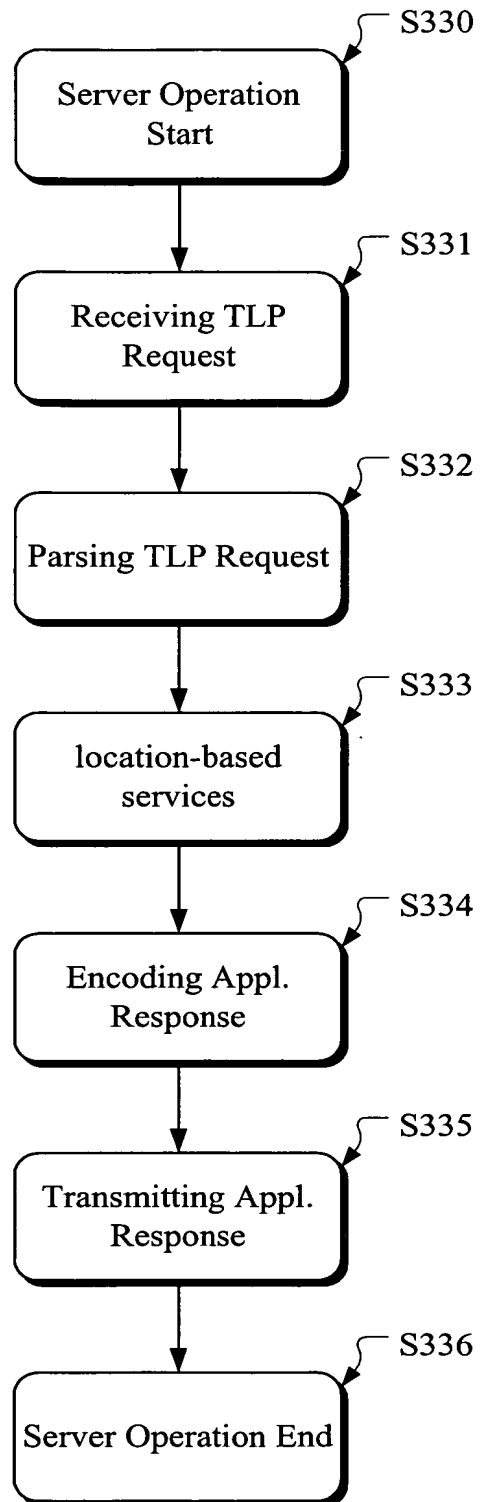 S330
Server Operation
Start
S331
Receiving TLP
Request
S332
Parsing TLP Request
S333
location-based
services
S334
Encoding Appl.
Response
S335
Transmitting Appl.
Response
S336
Server Operation End